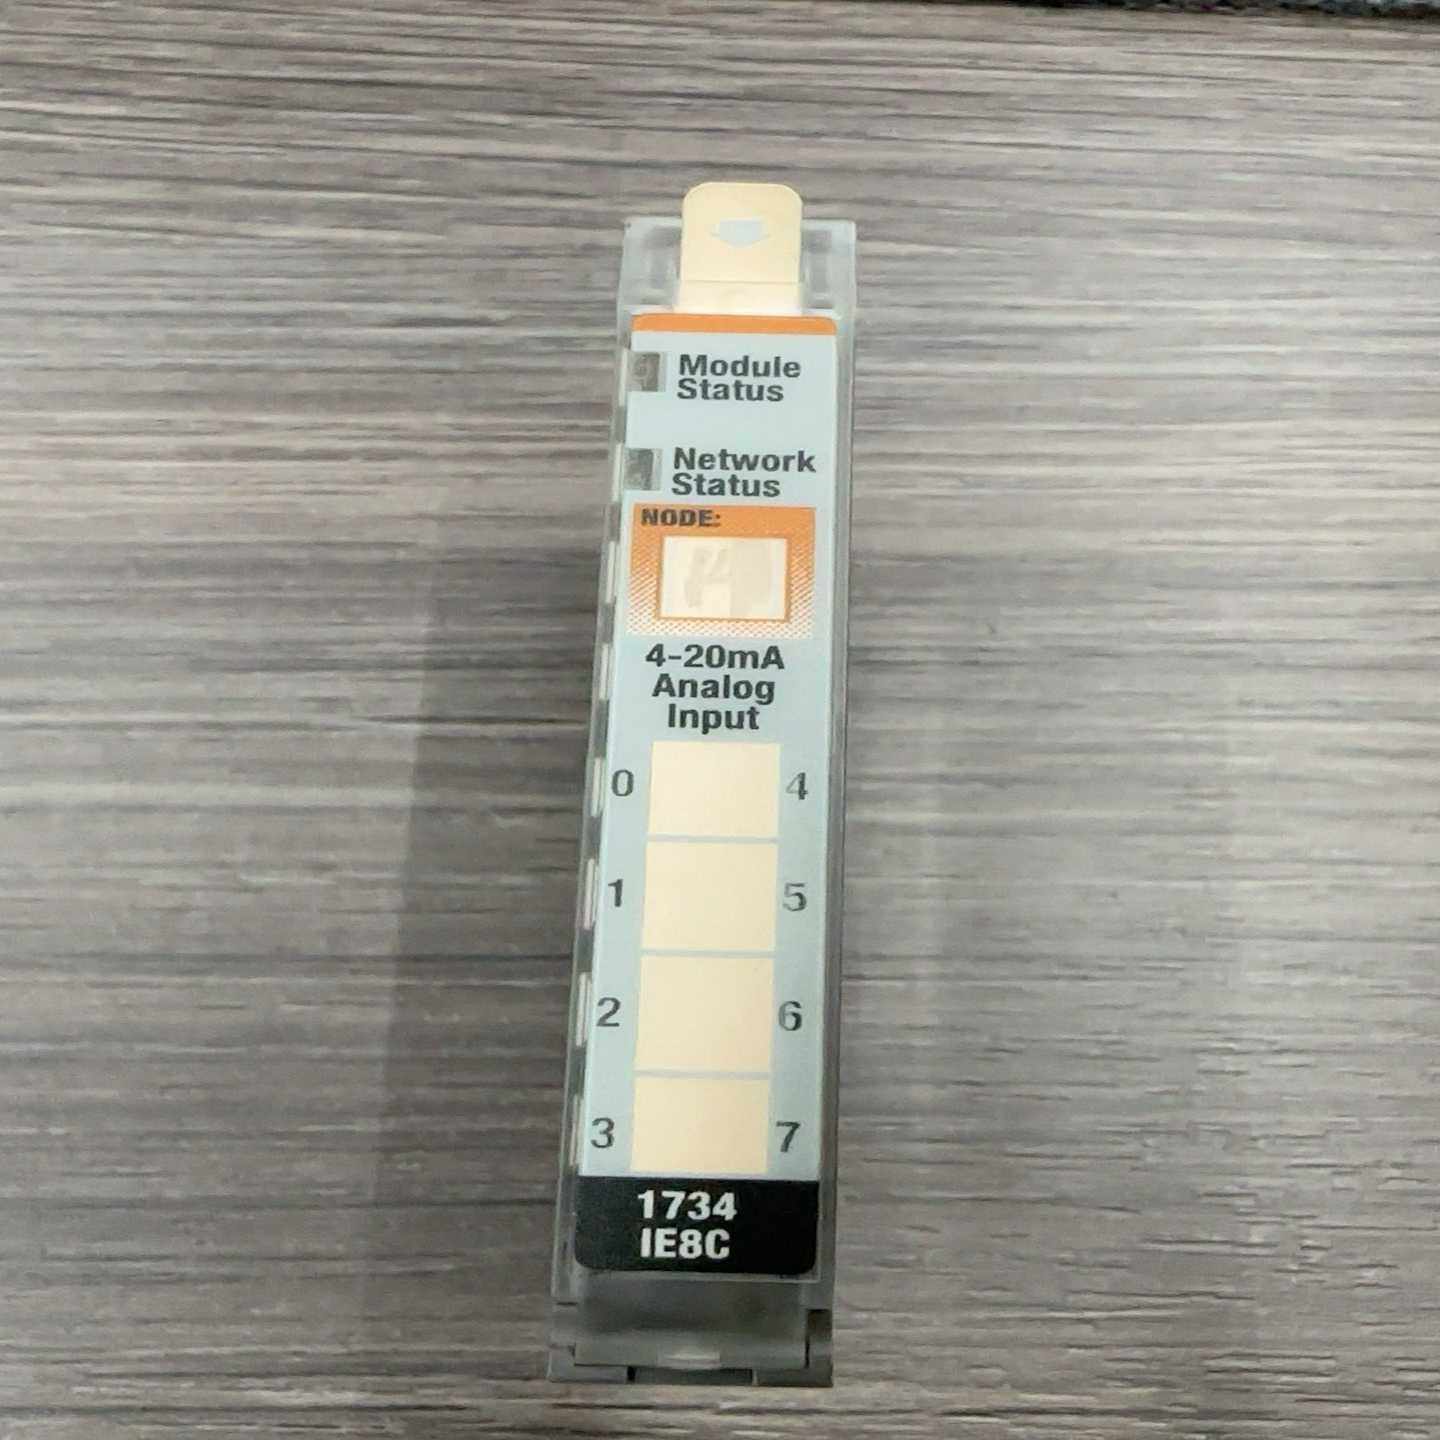 Module
Status
Network
Status
NODE:
4-20mA
Analog
Input
0 4
1 5
2 6
3 7
1734
IE8C